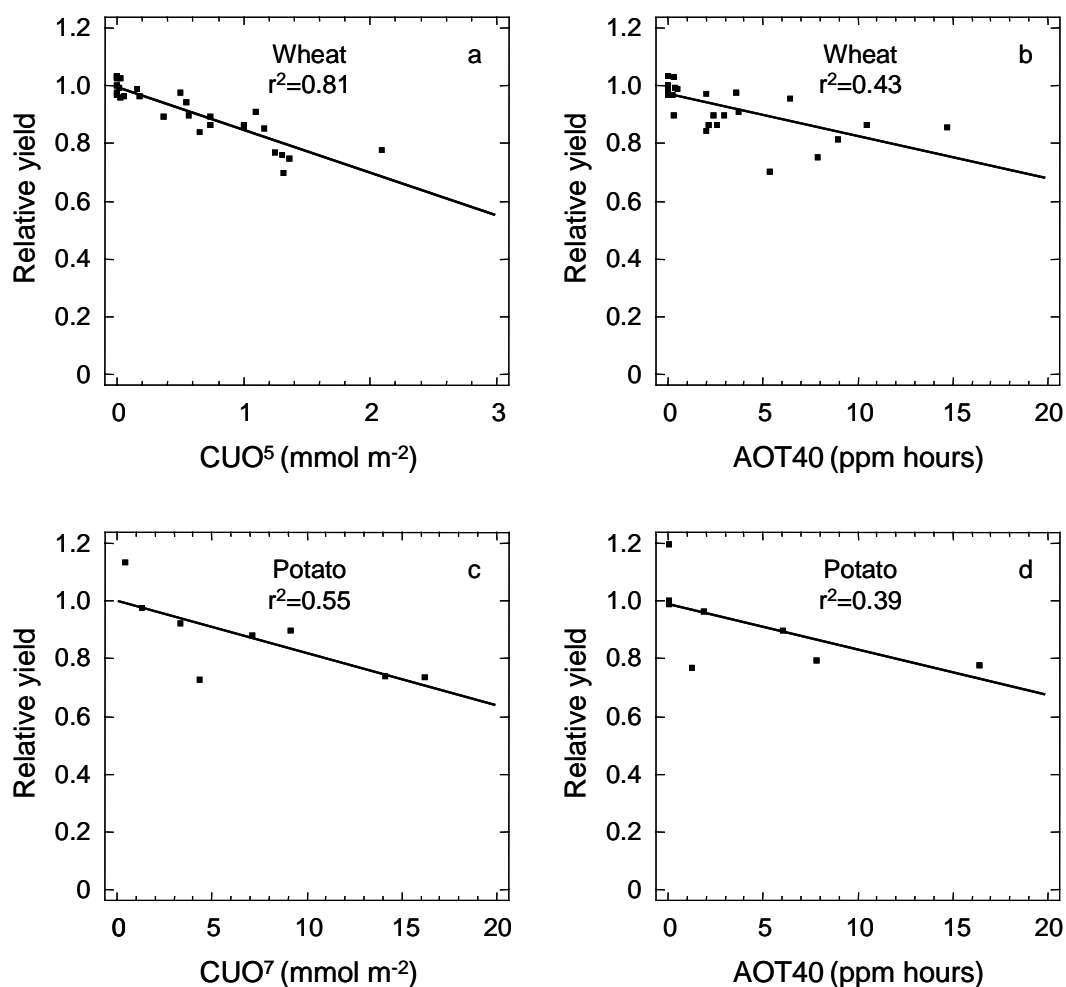 Wheat
r²=0.81
a
Relative yield
1.2
1.0
0.8
0.6
0.4
0.2
0
0
1
2
3
CUO⁵ (mmol m⁻²)
Wheat
r²=0.43
b
Relative yield
1.2
1.0
0.8
0.6
0.4
0.2
0
0
5
10
15
20
AOT40 (ppm hours)
Potato
r²=0.55
c
Relative yield
1.2
1.0
0.8
0.6
0.4
0.2
0
0
5
10
15
20
CUO⁷ (mmol m⁻²)
Potato
r²=0.39
d
Relative yield
1.2
1.0
0.8
0.6
0.4
0.2
0
0
5
10
15
20
AOT40 (ppm hours)